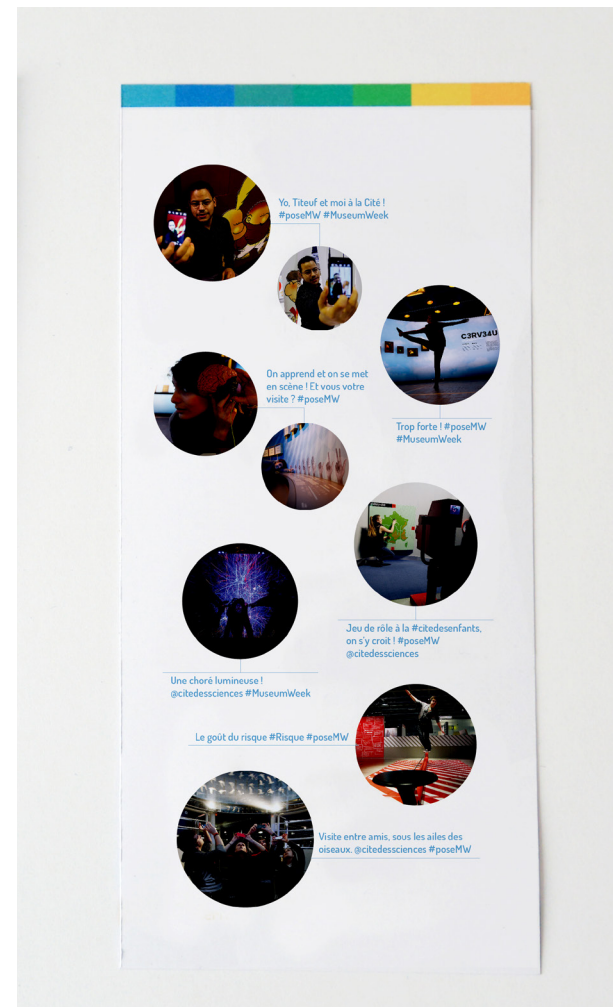 Yo, Titeuf et moi à la Cité !
#poseMW #MuseumWeek
C3RV34U
On apprend et on se met
en scène ! Et vous votre
visite ? #poseMW
Trop forte ! #poseMW
#MuseumWeek
Jeu de rôle à la #citedesenfants,
on s'y croit ! #poseMW
@citedessciences
Une choré lumineuse !
@citedessciences #MuseumWeek
Le goût du risque #Risque #poseMW
Visite entre amis, sous les ailes des
oiseaux. @citedessciences #poseMW